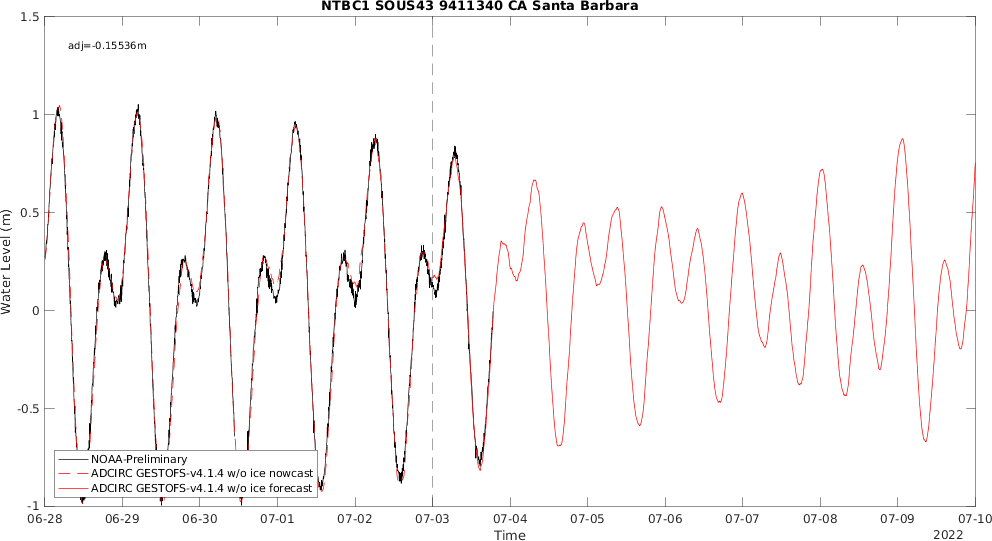 NTBC1 SOUS43 9411340 CA Santa Barbara
1.5
adj=-0.15536m
1
0.5
0
-0.5
-1
Water Level (m)
NOAA-Preliminary
ADCIRC GESTOFS-v4.1.4 w/o ice nowcast
ADCIRC GESTOFS-v4.1.4 w/o ice forecast
06-28 06-29 06-30 07-01 07-02 07-03 07-04 07-05 07-06 07-07 07-08 07-09 07-10
Time
2022